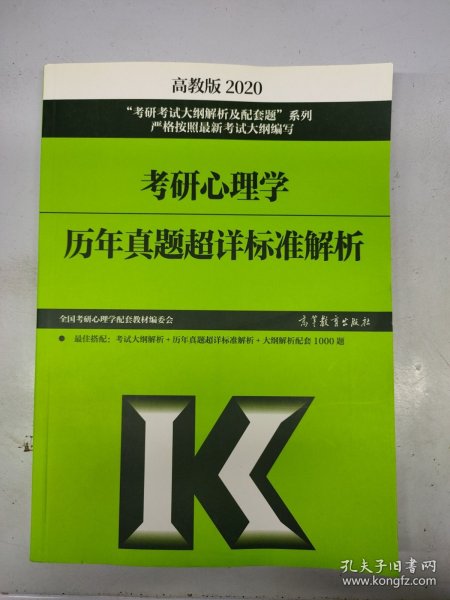 高教版 2020
“考研考试大纲解析及配套题”系列
严格按照最新考试大纲编写
考研心理学
历年真题超详标准解析
全国考研心理学配套教材编委会
高等教育出版社
● 最佳搭配：考试大纲解析+历年真题超详标准解析+大纲解析配套1000题
K
孔夫子旧书网
www.kongfz.com